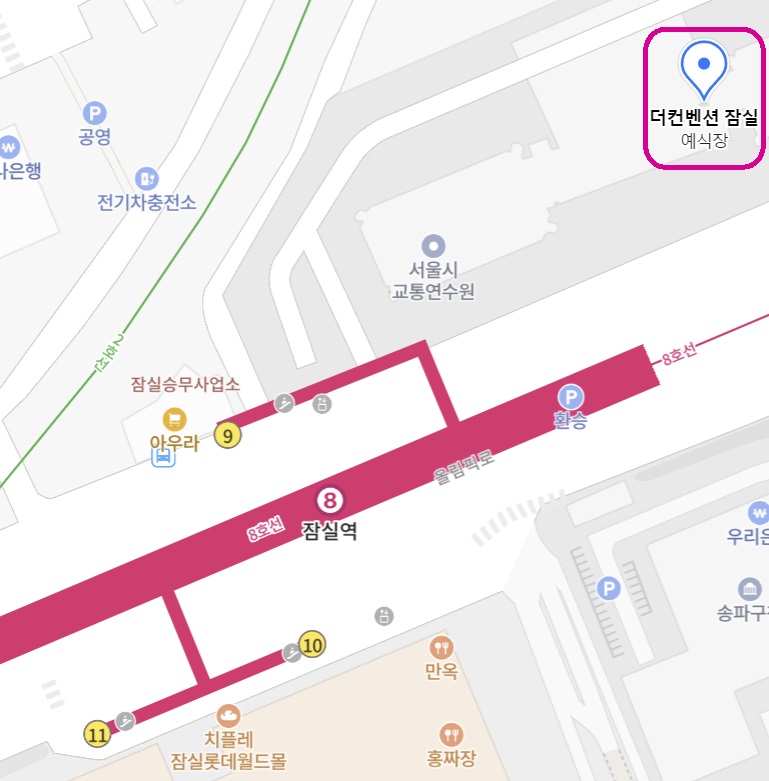 더컨벤션 잠실
예식장
공영
나은행
전기차충전소
서울시
교통연수원
2호선
8호선
잠실승무사업소
P
환승
아우라
9
올림픽로
8
8호선
잠실역
우리은
P
송파구
10
만옥
11
치플레
잠실롯데월드몰
홍짜장